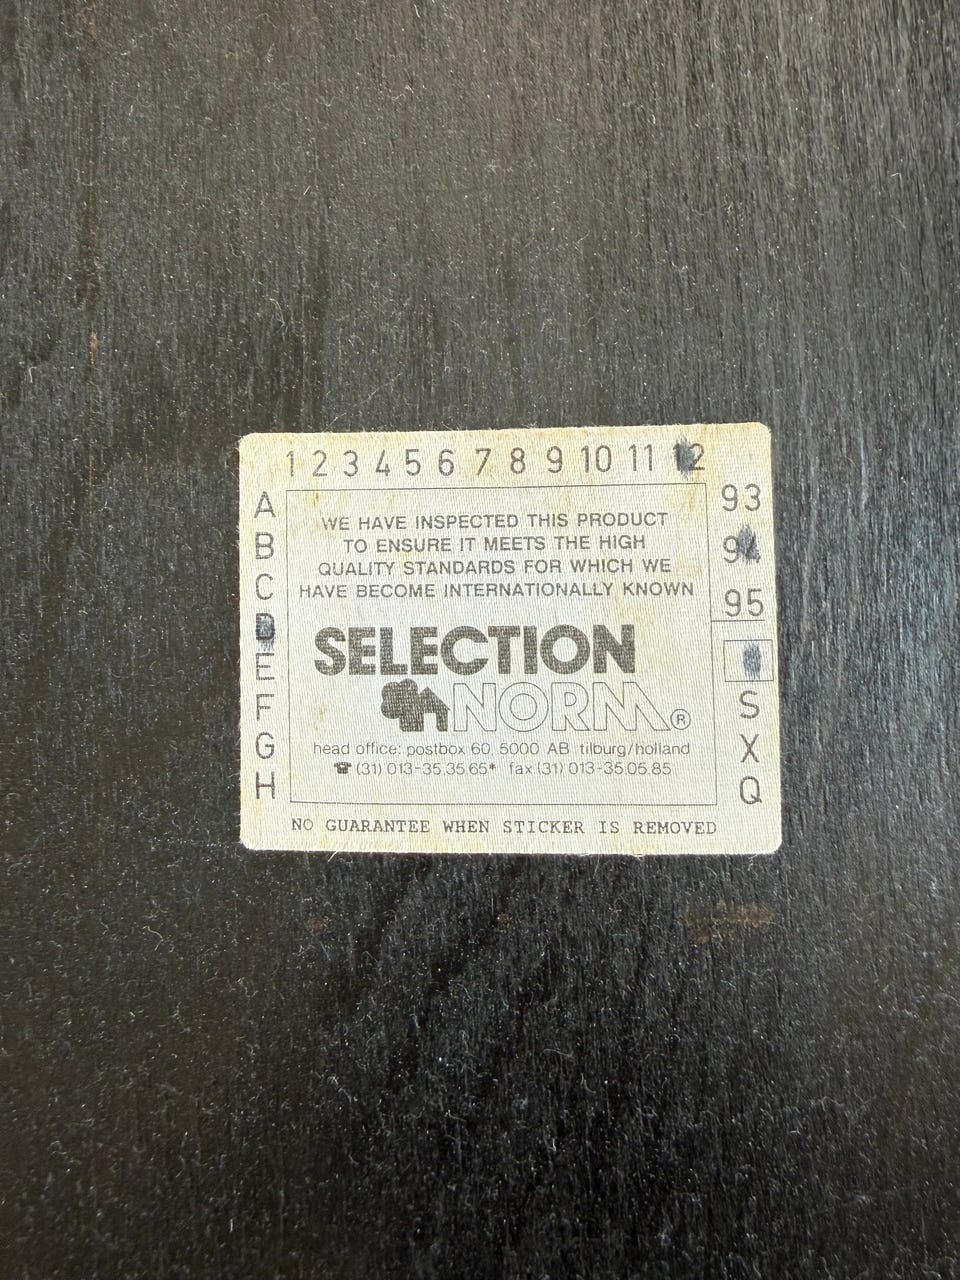 1 2 3 4 5 6 7 8 9 10 11 12
A
B
C
D
E
F
G
H
WE HAVE INSPECTED THIS PRODUCT
TO ENSURE IT MEETS THE HIGH
QUALITY STANDARDS FOR WHICH WE
HAVE BECOME INTERNATIONALLY KNOWN
SELECTION
NORM®
head office: postbox 60, 5000 AB tilburg/holland
☎ (31) 013-35.35.65* fax (31) 013-35.05.85
93
94
95
S
X
Q
NO GUARANTEE WHEN STICKER IS REMOVED